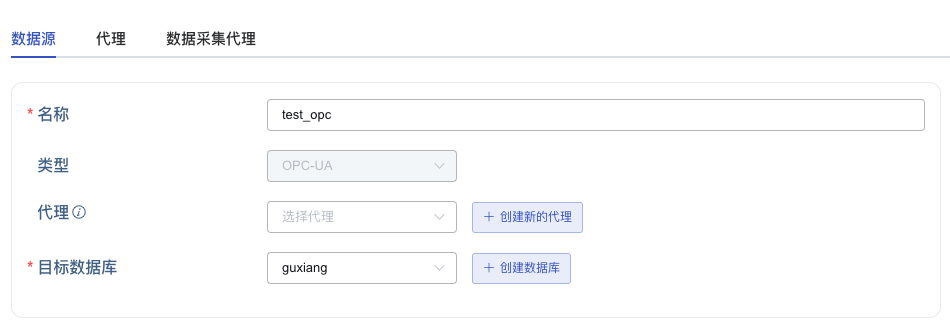 数据源 代理 数据采集代理
* 名称 test_opc
类型 OPC-UA
代理 选择代理 + 创建新的代理
* 目标数据库 guxiang + 创建数据库